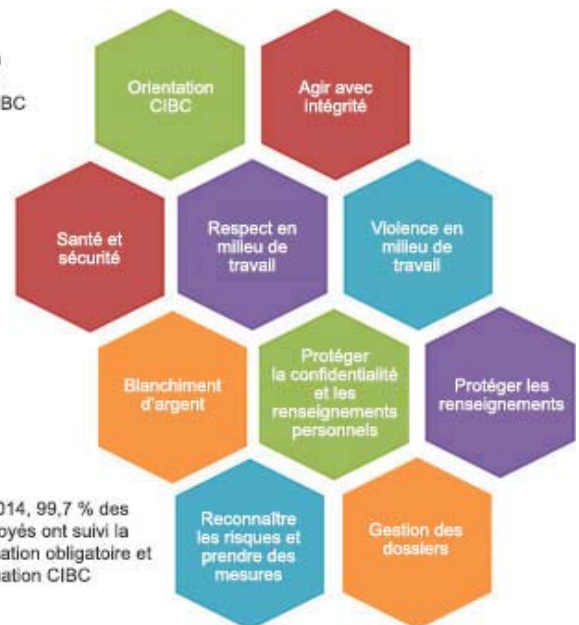 IBC
Orientation
CIBC
Agir avec
intégrité
Santé et
sécurité
Respect en
milieu de
travail
Violence en
milieu de
travail
Blanchiment
d'argent
Protéger
la confidentialité
et les
renseignements
personnels
Protéger les
renseignements
014, 99,7 % des
oyés ont suivi la
ation obligatoire et
uation CIBC
Reconnaître
les risques et
prendre des
mesures
Gestion des
dossiers